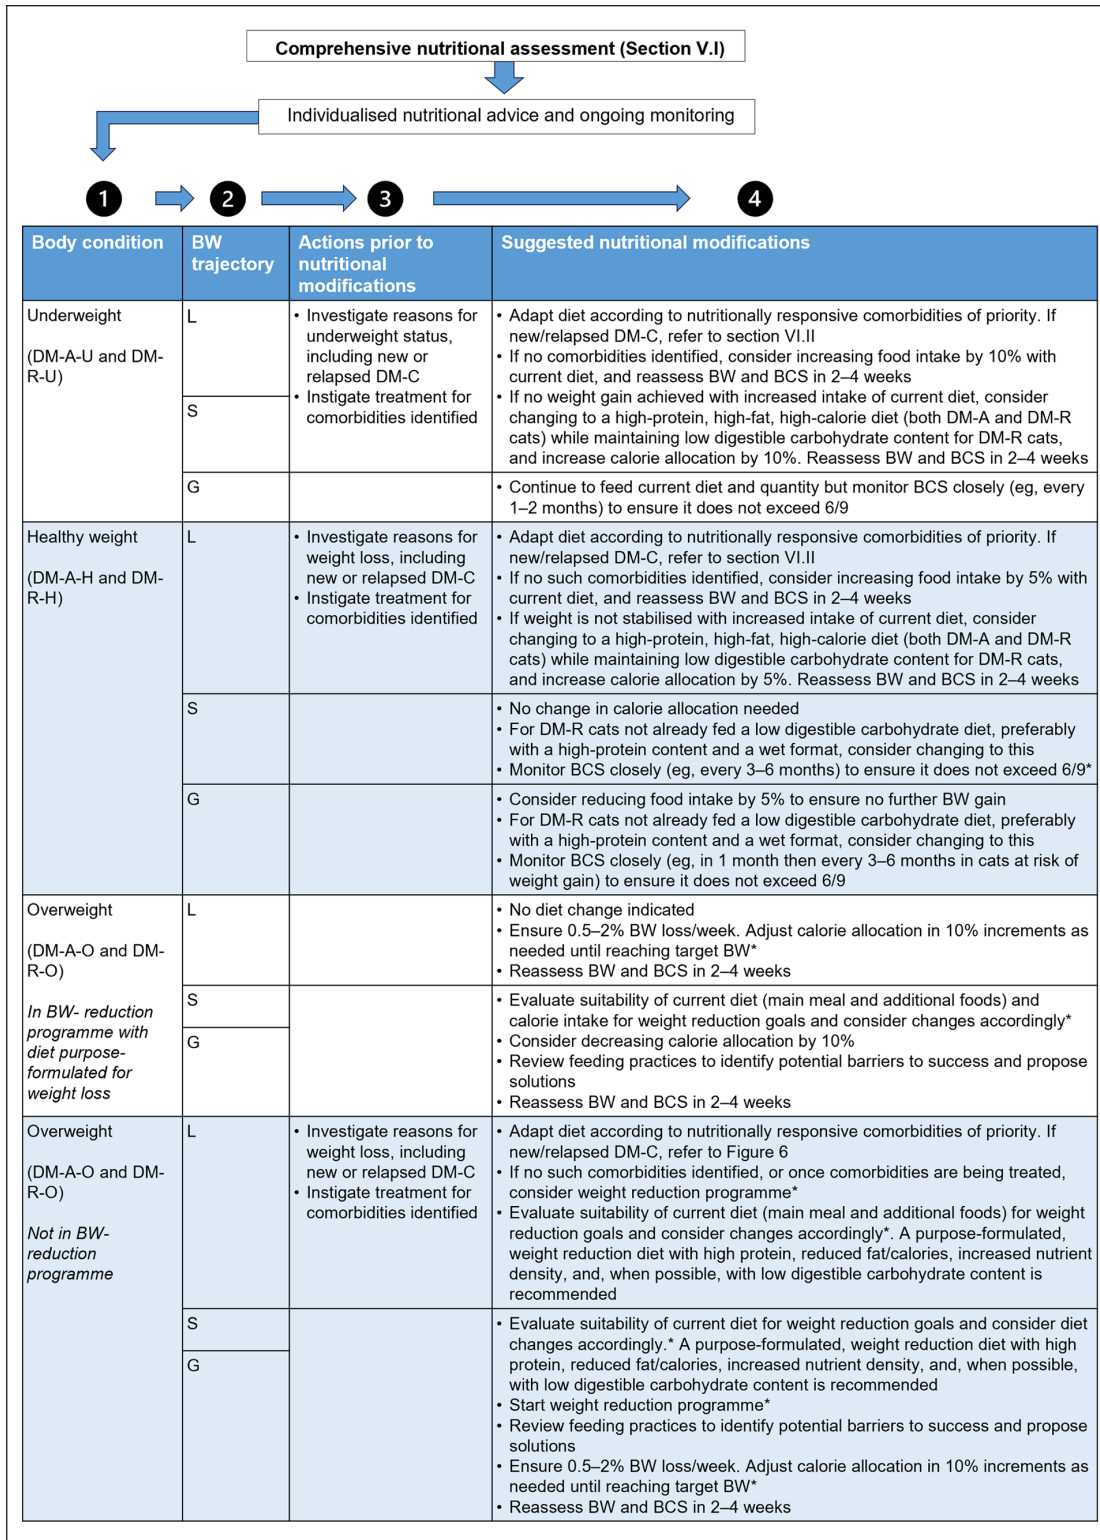 Comprehensive nutritional assessment (Section V.I)
Individualised nutritional advice and ongoing monitoring
1
2
3
4
Body condition
BW
trajectory
Actions prior to
nutritional
modifications
Suggested nutritional modifications
Underweight
(DM-A-U and DM-
R-U)
L
S
• Investigate reasons for
underweight status,
including new or
relapsed DM-C
• Instigate treatment for
comorbidities identified
• Adapt diet according to nutritionally responsive comorbidities of priority. If
new/relapsed DM-C, refer to section VI.II
• If no comorbidities identified, consider increasing food intake by 10% with
current diet, and reassess BW and BCS in 2–4 weeks
• If no weight gain achieved with increased intake of current diet, consider
changing to a high-protein, high-fat, high-calorie diet (both DM-A and DM-R
cats) while maintaining low digestible carbohydrate content for DM-R cats,
and increase calorie allocation by 10%. Reassess BW and BCS in 2–4 weeks
G
• Continue to feed current diet and quantity but monitor BCS closely (eg, every
1–2 months) to ensure it does not exceed 6/9
Healthy weight
(DM-A-H and DM-
R-H)
L
• Investigate reasons for
weight loss, including
new or relapsed DM-C
• Instigate treatment for
comorbidities identified
• Adapt diet according to nutritionally responsive comorbidities of priority. If
new/relapsed DM-C, refer to section VI.II
• If no such comorbidities identified, consider increasing food intake by 5% with
current diet, and reassess BW and BCS in 2–4 weeks
• If weight is not stabilised with increased intake of current diet, consider
changing to a high-protein, high-fat, high-calorie diet (both DM-A and DM-R
cats) while maintaining low digestible carbohydrate content for DM-R cats,
and increase calorie allocation by 5%. Reassess BW and BCS in 2–4 weeks
S
• No change in calorie allocation needed
• For DM-R cats not already fed a low digestible carbohydrate diet, preferably
with a high-protein content and a wet format, consider changing to this
• Monitor BCS closely (eg, every 3–6 months) to ensure it does not exceed 6/9*
G
• Consider reducing food intake by 5% to ensure no further BW gain
• For DM-R cats not already fed a low digestible carbohydrate diet, preferably
with a high-protein content and a wet format, consider changing to this
• Monitor BCS closely (eg, in 1 month then every 3–6 months in cats at risk of
weight gain) to ensure it does not exceed 6/9
Overweight
(DM-A-O and DM-
R-O)
In BW- reduction
programme with
diet purpose-
formulated for
weight loss
L
• No diet change indicated
• Ensure 0.5–2% BW loss/week. Adjust calorie allocation in 10% increments as
needed until reaching target BW*
• Reassess BW and BCS in 2–4 weeks
S
G
• Evaluate suitability of current diet (main meal and additional foods) and
calorie intake for weight reduction goals and consider changes accordingly*
• Consider decreasing calorie allocation by 10%
• Review feeding practices to identify potential barriers to success and propose
solutions
• Reassess BW and BCS in 2–4 weeks
Overweight
(DM-A-O and DM-
R-O)
Not in BW-
reduction
programme
L
• Investigate reasons for
weight loss, including
new or relapsed DM-C
• Instigate treatment for
comorbidities identified
• Adapt diet according to nutritionally responsive comorbidities of priority. If
new/relapsed DM-C, refer to Figure 6
• If no such comorbidities identified, or once comorbidities are being treated,
consider weight reduction programme*
• Evaluate suitability of current diet (main meal and additional foods) for weight
reduction goals and consider changes accordingly*. A purpose-formulated,
weight reduction diet with high protein, reduced fat/calories, increased nutrient
density, and, when possible, with low digestible carbohydrate content is
recommended
S
G
• Evaluate suitability of current diet for weight reduction goals and consider diet
changes accordingly.* A purpose-formulated, weight reduction diet with high
protein, reduced fat/calories, increased nutrient density, and, when possible,
with low digestible carbohydrate content is recommended
• Start weight reduction programme*
• Review feeding practices to identify potential barriers to success and propose
solutions
• Ensure 0.5–2% BW loss/week. Adjust calorie allocation in 10% increments as
needed until reaching target BW*
• Reassess BW and BCS in 2–4 weeks